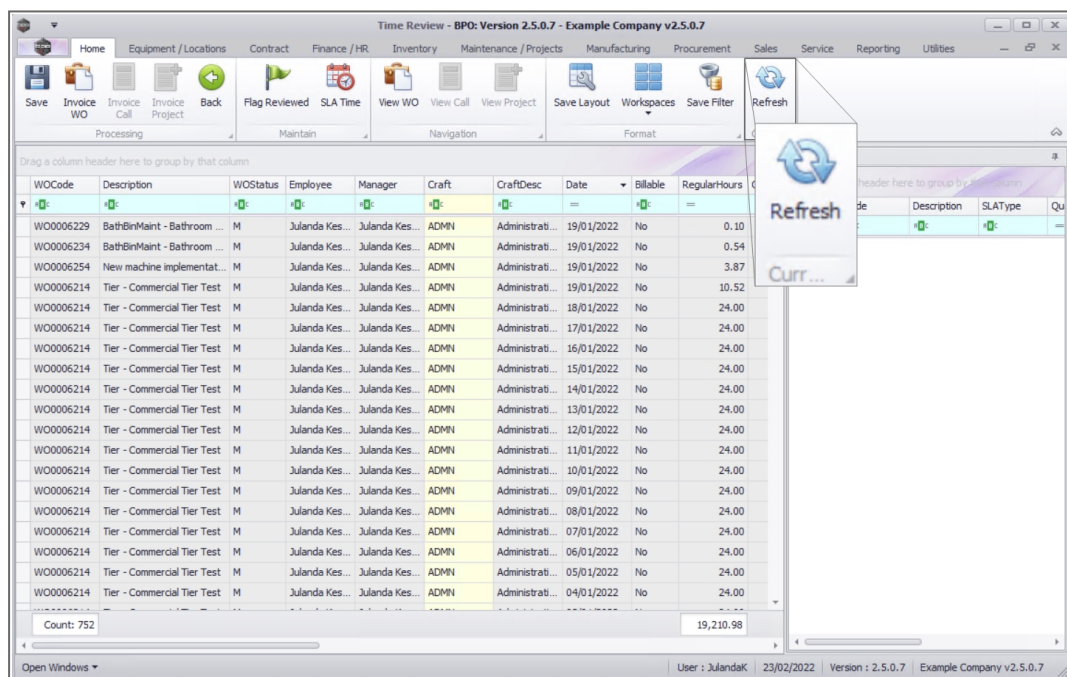 Time Review - BPO: Version 2.5.0.7 - Example Company v2.5.0.7
Home Equipment / Locations Contract Finance / HR Inventory Maintenance / Projects Manufacturing Procurement Sales Service Reporting Utilities
Save Invoice WO Invoice Call Invoice Project Back Flag Reviewed SLA Time View WO View Call View Project Save Layout Workspaces Save Filter Refresh
Processing Maintain Navigation Format
Refresh
Curr...
Drag a column header here to group by that column
header here to group by that column
WOCode Description WOStatus Employee Manager Craft CraftDesc Date Billable RegularHours
Description SLAType Qu
WO0006229 BathBinMaint - Bathroom ... M Julanda Kes... Julanda Kes... ADMN Administrati... 19/01/2022 No 0.10
WO0006234 BathBinMaint - Bathroom ... M Julanda Kes... Julanda Kes... ADMN Administrati... 19/01/2022 No 0.54
WO0006254 New machine implementat... M Julanda Kes... Julanda Kes... ADMN Administrati... 19/01/2022 No 3.87
WO0006214 Tier - Commercial Tier Test M Julanda Kes... Julanda Kes... ADMN Administrati... 19/01/2022 No 10.52
WO0006214 Tier - Commercial Tier Test M Julanda Kes... Julanda Kes... ADMN Administrati... 18/01/2022 No 24.00
WO0006214 Tier - Commercial Tier Test M Julanda Kes... Julanda Kes... ADMN Administrati... 17/01/2022 No 24.00
WO0006214 Tier - Commercial Tier Test M Julanda Kes... Julanda Kes... ADMN Administrati... 16/01/2022 No 24.00
WO0006214 Tier - Commercial Tier Test M Julanda Kes... Julanda Kes... ADMN Administrati... 15/01/2022 No 24.00
WO0006214 Tier - Commercial Tier Test M Julanda Kes... Julanda Kes... ADMN Administrati... 14/01/2022 No 24.00
WO0006214 Tier - Commercial Tier Test M Julanda Kes... Julanda Kes... ADMN Administrati... 13/01/2022 No 24.00
WO0006214 Tier - Commercial Tier Test M Julanda Kes... Julanda Kes... ADMN Administrati... 12/01/2022 No 24.00
WO0006214 Tier - Commercial Tier Test M Julanda Kes... Julanda Kes... ADMN Administrati... 11/01/2022 No 24.00
WO0006214 Tier - Commercial Tier Test M Julanda Kes... Julanda Kes... ADMN Administrati... 10/01/2022 No 24.00
WO0006214 Tier - Commercial Tier Test M Julanda Kes... Julanda Kes... ADMN Administrati... 09/01/2022 No 24.00
WO0006214 Tier - Commercial Tier Test M Julanda Kes... Julanda Kes... ADMN Administrati... 08/01/2022 No 24.00
WO0006214 Tier - Commercial Tier Test M Julanda Kes... Julanda Kes... ADMN Administrati... 07/01/2022 No 24.00
WO0006214 Tier - Commercial Tier Test M Julanda Kes... Julanda Kes... ADMN Administrati... 06/01/2022 No 24.00
WO0006214 Tier - Commercial Tier Test M Julanda Kes... Julanda Kes... ADMN Administrati... 05/01/2022 No 24.00
WO0006214 Tier - Commercial Tier Test M Julanda Kes... Julanda Kes... ADMN Administrati... 04/01/2022 No 24.00
Count: 752 19,210.98
Open Windows User : JulandaK 23/02/2022 Version : 2.5.0.7 Example Company v2.5.0.7